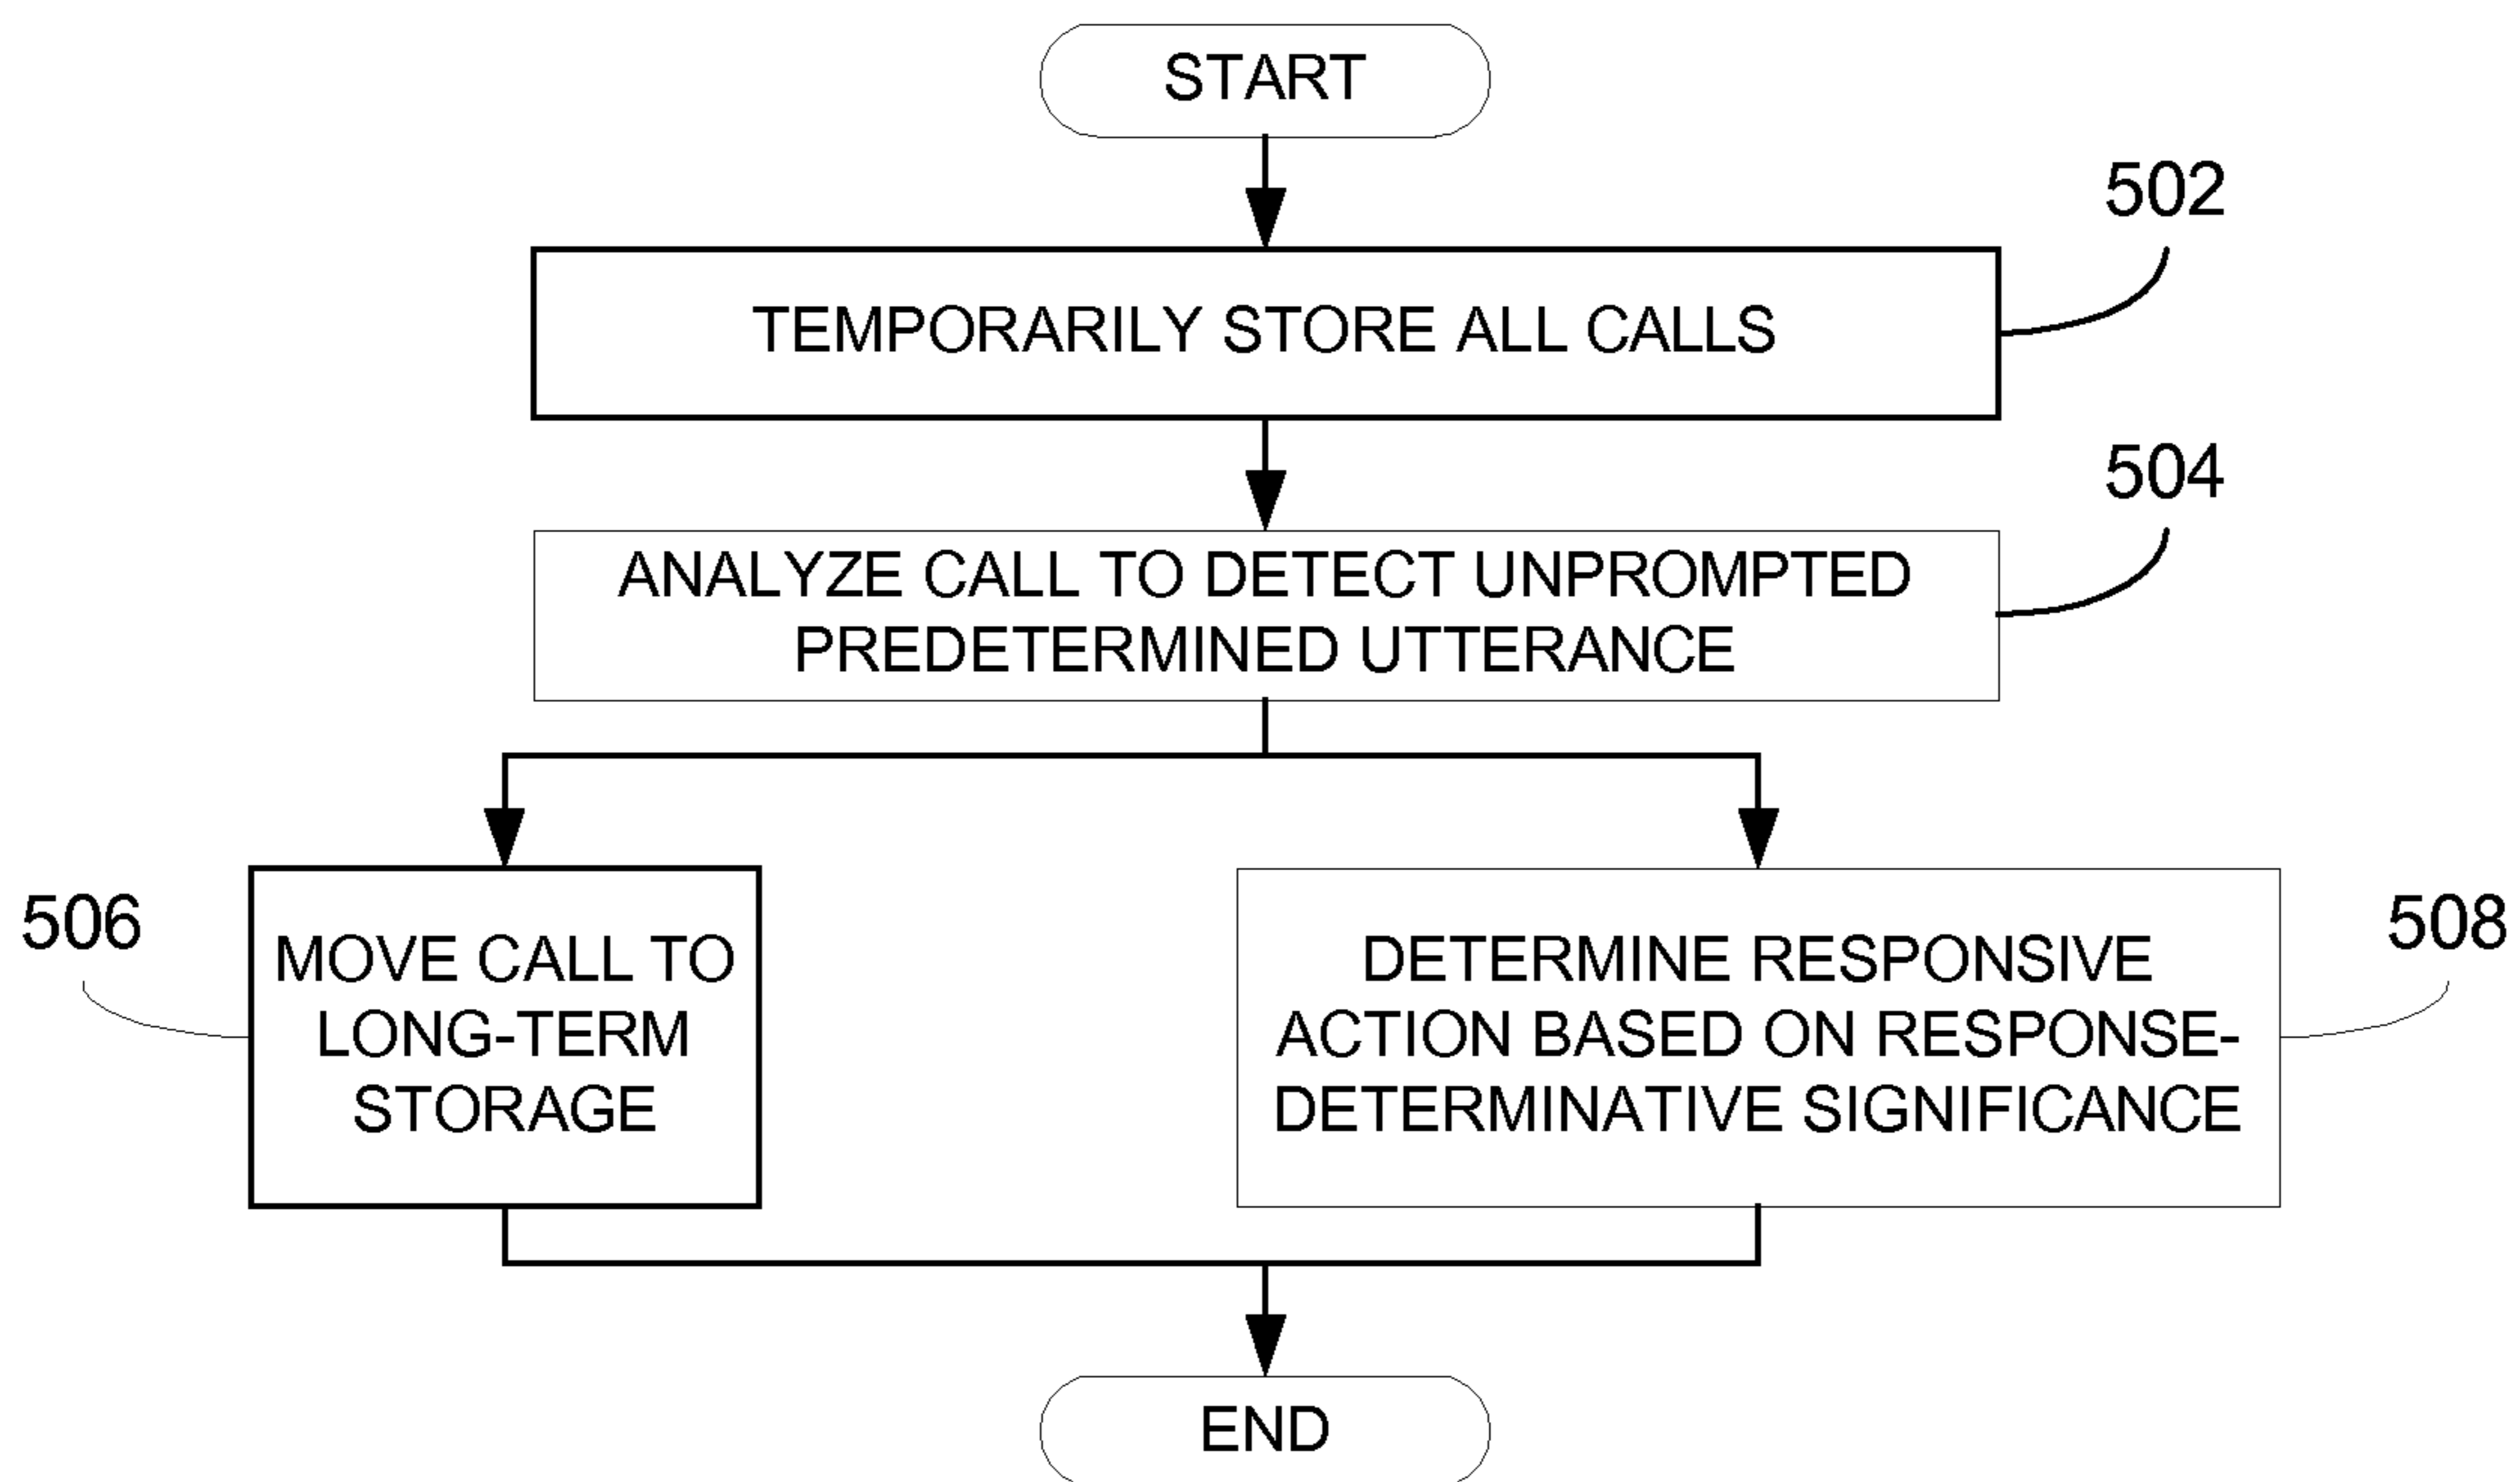 START
502
TEMPORARILY STORE ALL CALLS
504
ANALYZE CALL TO DETECT UNPROMPTED
PREDETERMINED UTTERANCE
506
MOVE CALL TO
LONG-TERM
STORAGE
508
DETERMINE RESPONSIVE
ACTION BASED ON RESPONSE-
DETERMINATIVE SIGNIFICANCE
END